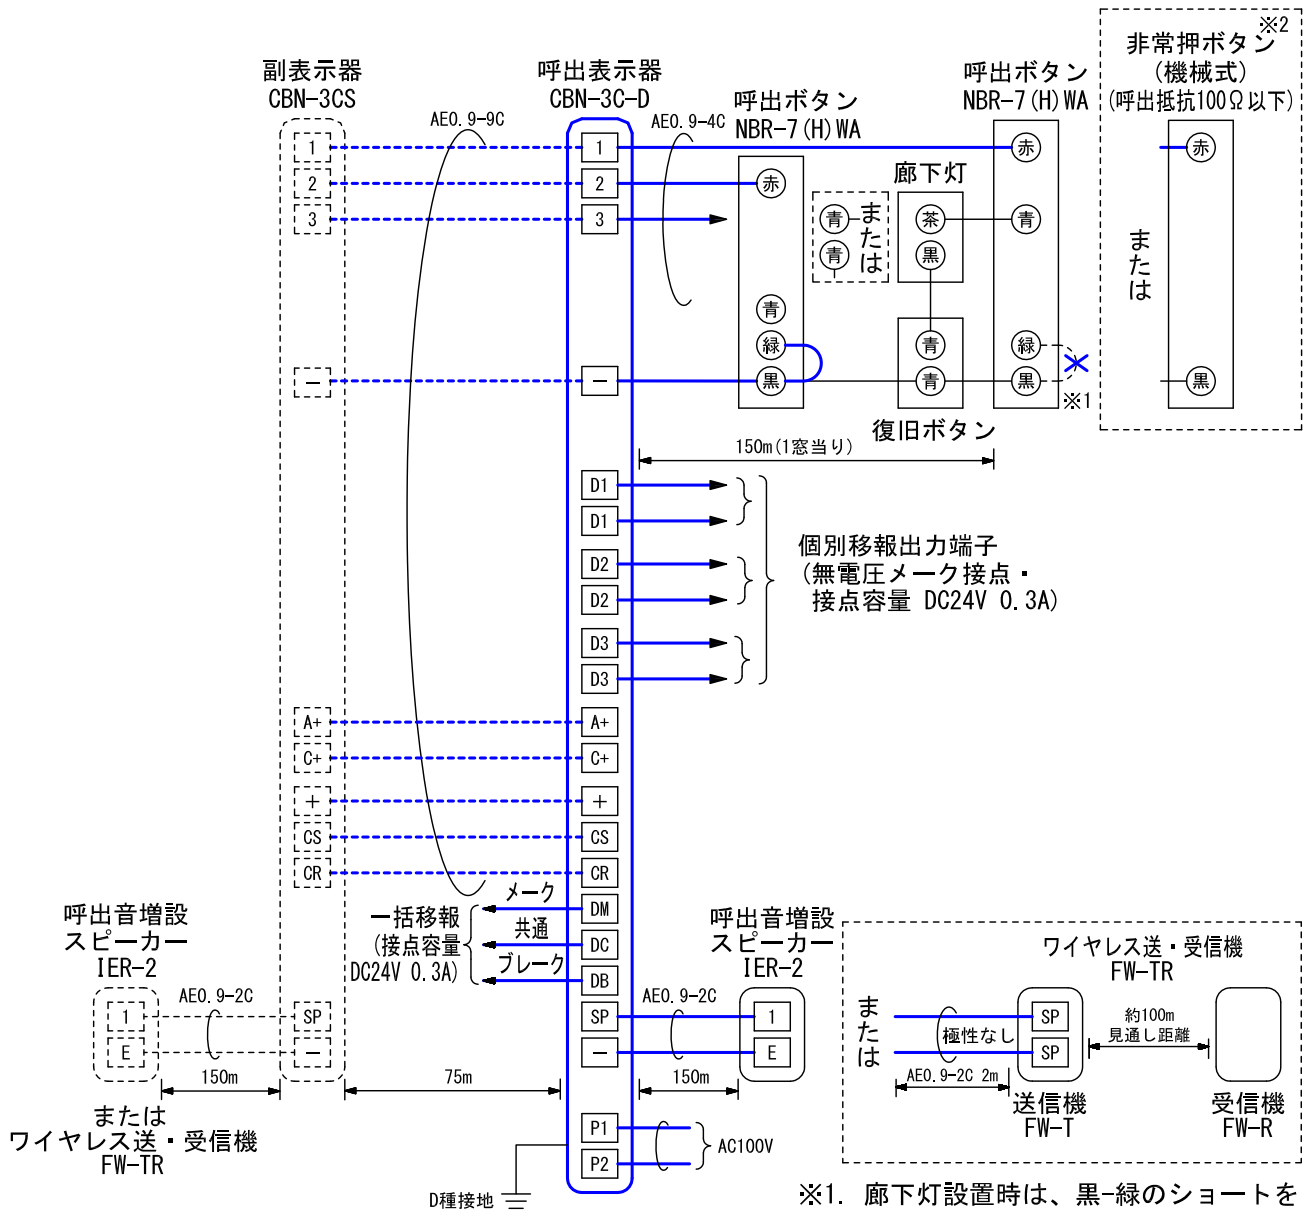 ※2
非常押ボタン
(機械式)
(呼出抵抗100Ω以下)
副表示器
CBN-3CS
呼出表示器
CBN-3C-D
呼出ボタン
NBR-7(H)WA
呼出ボタン
NBR-7(H)WA
AE0.9-9C
AE0.9-4C
1
1
赤
赤
2
2
赤
廊下灯
3
3
青
青
または
茶
黒
青
または
青
緑
青
緑
－
－
黒
青
黒
黒
※1
復旧ボタン
150m(1窓当り)
D1
D1
D2
D2
D3
D3
個別移報出力端子
(無電圧メーク接点・
接点容量 DC24V 0.3A)
A+
A+
C+
C+
+
+
CS
CS
CR
CR
メーク
DM
共通
DC
ブレーク
DB
一括移報
(接点容量
DC24V 0.3A)
呼出音増設
スピーカー
IER-2
AE0.9-2C
1
SP
E
－
150m
75m
または
ワイヤレス送・受信機
FW-TR
呼出音増設
スピーカー
IER-2
SP
AE0.9-2C
1
－
E
150m
ワイヤレス送・受信機
FW-TR
または
極性なし
SP
SP
約100m
見通し距離
AE0.9-2C 2m
送信機
FW-T
受信機
FW-R
P1
P2
AC100V
D種接地
※1. 廊下灯設置時は、黒-緑のショートを